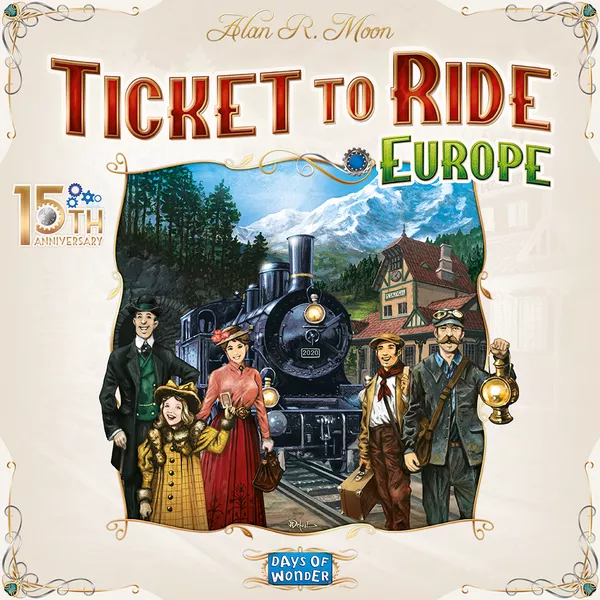 Alan R. Moon
TICKET TO RIDE
EUROPE
15TH
ANNIVERSARY
2020
DAYS OF
WONDER